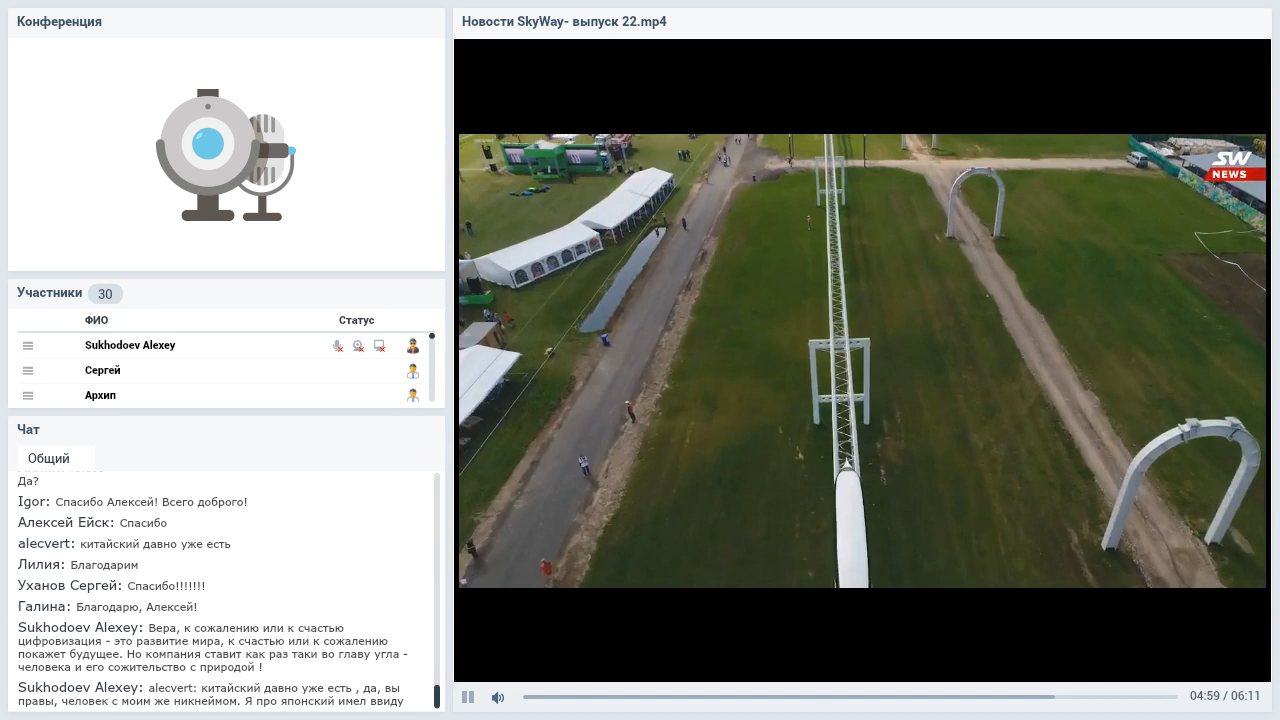 Конференция
Новости SkyWay- выпуск 22.mp4
SW
NEWS
Участники 30
ФИО Статус
Sukhodoev Alexey
Сергей
Архип
Чат
Общий
Да?
Igor: Спасибо Алексей! Всего доброго!
Алексей Ейск: Спасибо
alecvert: китайский давно уже есть
Лилия: Благодарим
Уханов Сергей: Спасибо!!!!!!!
Галина: Благодарю, Алексей!
Sukhodoev Alexey: Вера, к сожалению или к счастью
цифровизация - это развитие мира, к счастью или к сожалению
покажет будущее. Но компания ставит как раз таки во главу угла -
человека и его сожительство с природой !
Sukhodoev Alexey: alecvert: китайский давно уже есть , да, вы
правы, человек с моим же никнеймом. Я про японский имел ввиду
04:59 / 06:11